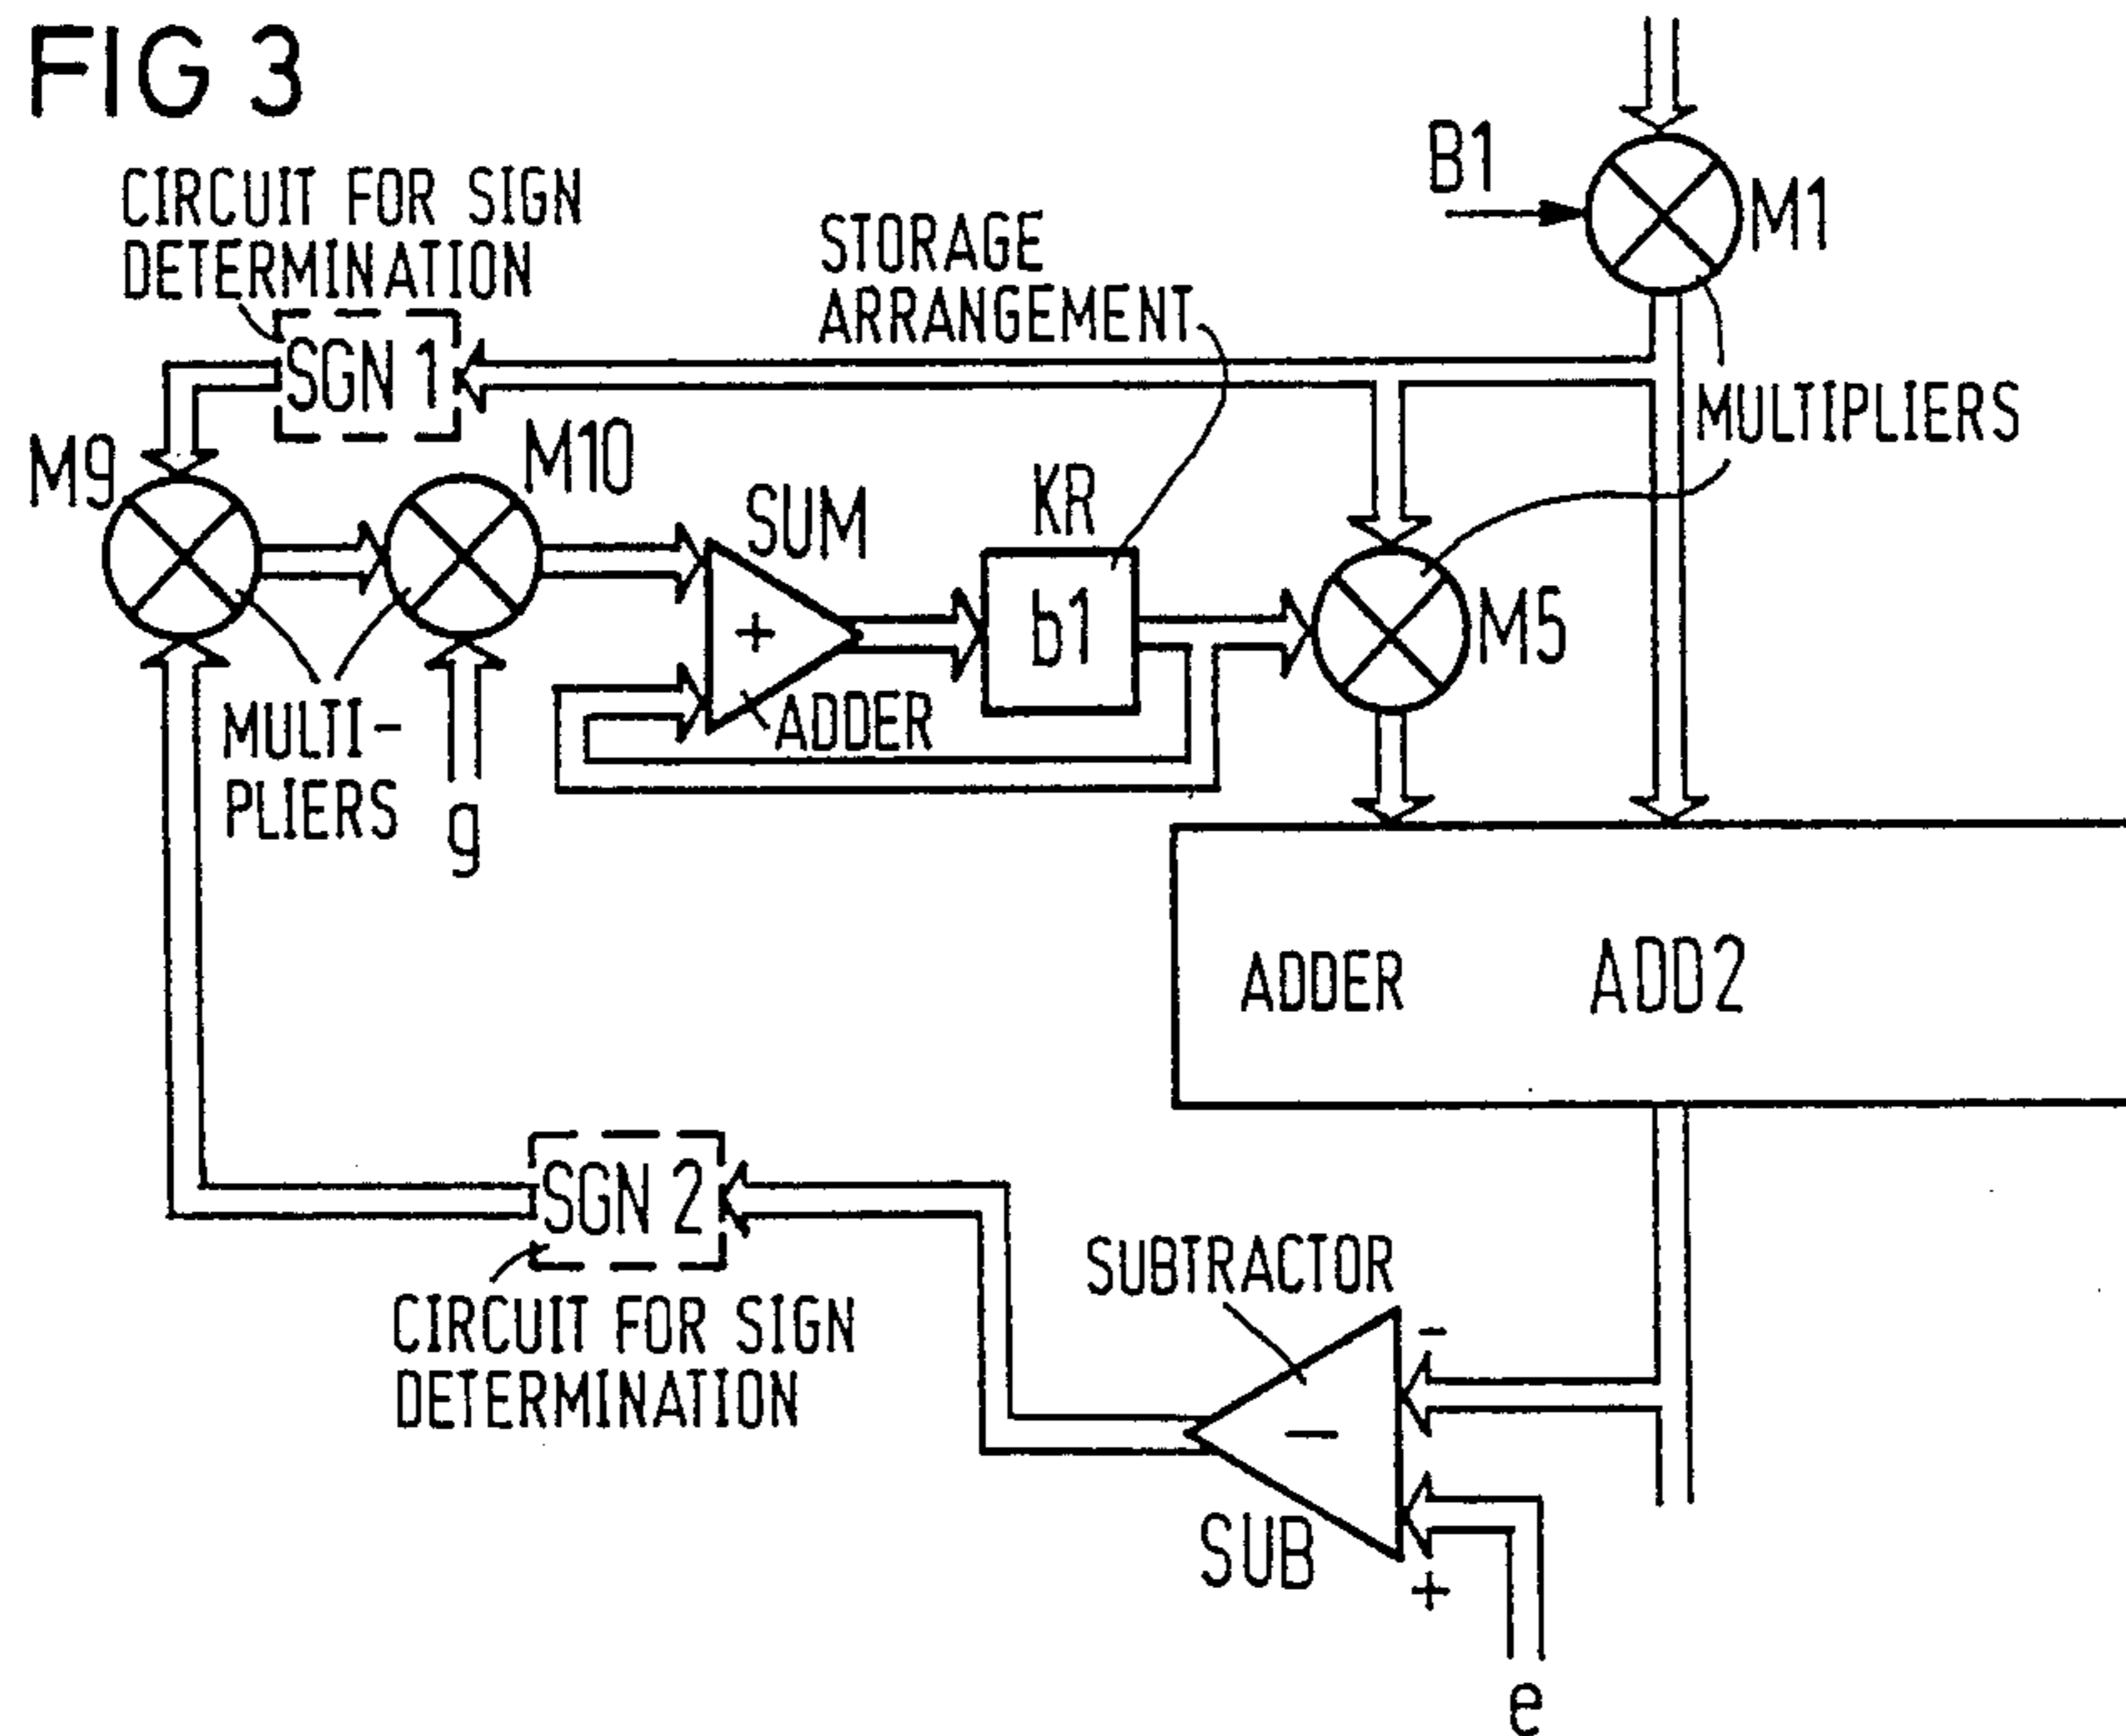 FIG 3
B1
M1
CIRCUIT FOR SIGN
DETERMINATION
STORAGE
ARRANGEMENT
SGN 1
MULTIPLIERS
M9
M10
SUM
KR
+
b1
M5
ADDER
MULTI-
PLIERS
g
ADDER
ADD2
SGN 2
CIRCUIT FOR SIGN
DETERMINATION
SUBTRACTOR
-
-
SUB
+
e